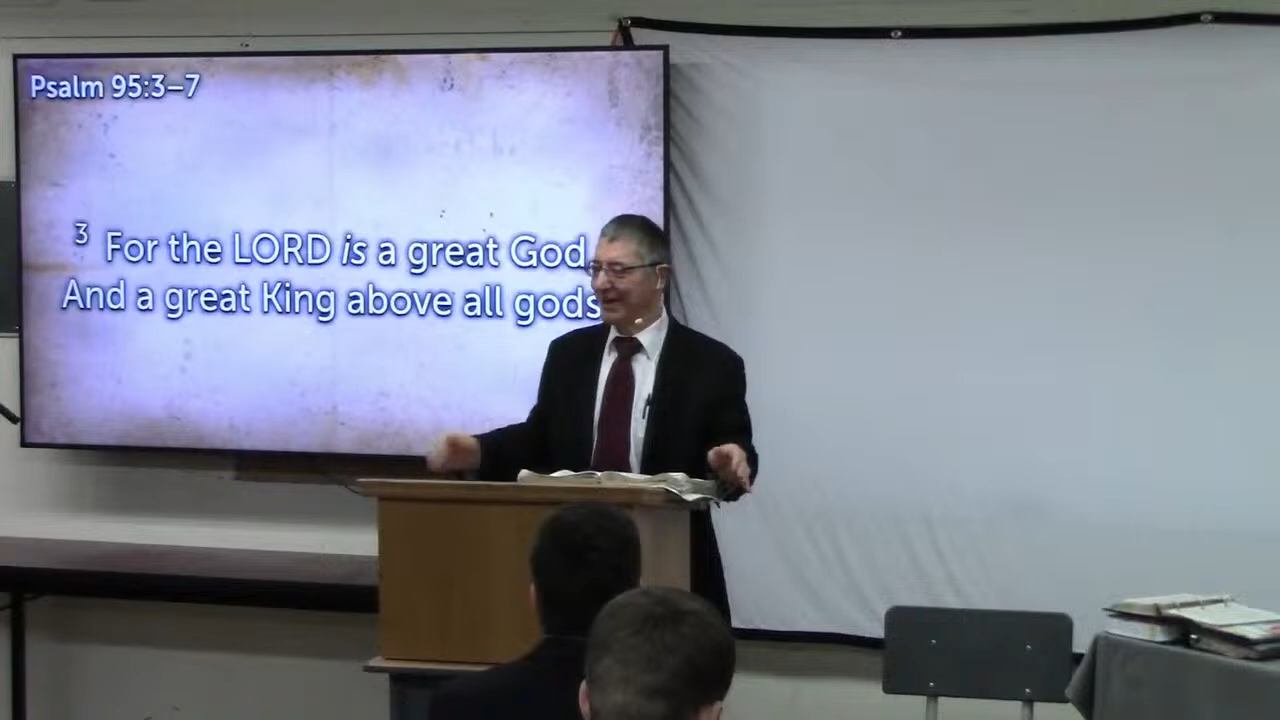 Psalm 95:3–7
3 For the LORD is a great God,
And a great King above all gods